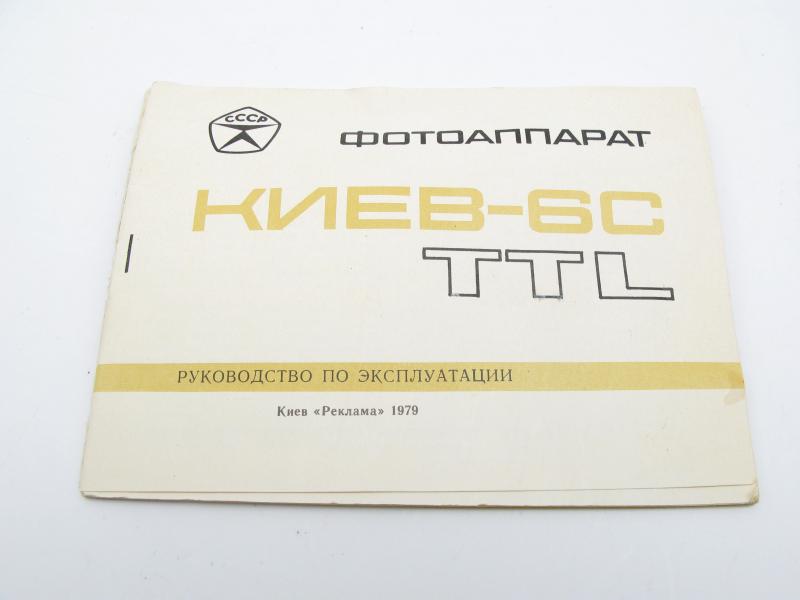 СССР
ФОТОАППАРАТ
КИЕВ-6С
TTL
РУКОВОДСТВО ПО ЭКСПЛУАТАЦИИ
Киев «Реклама» 1979